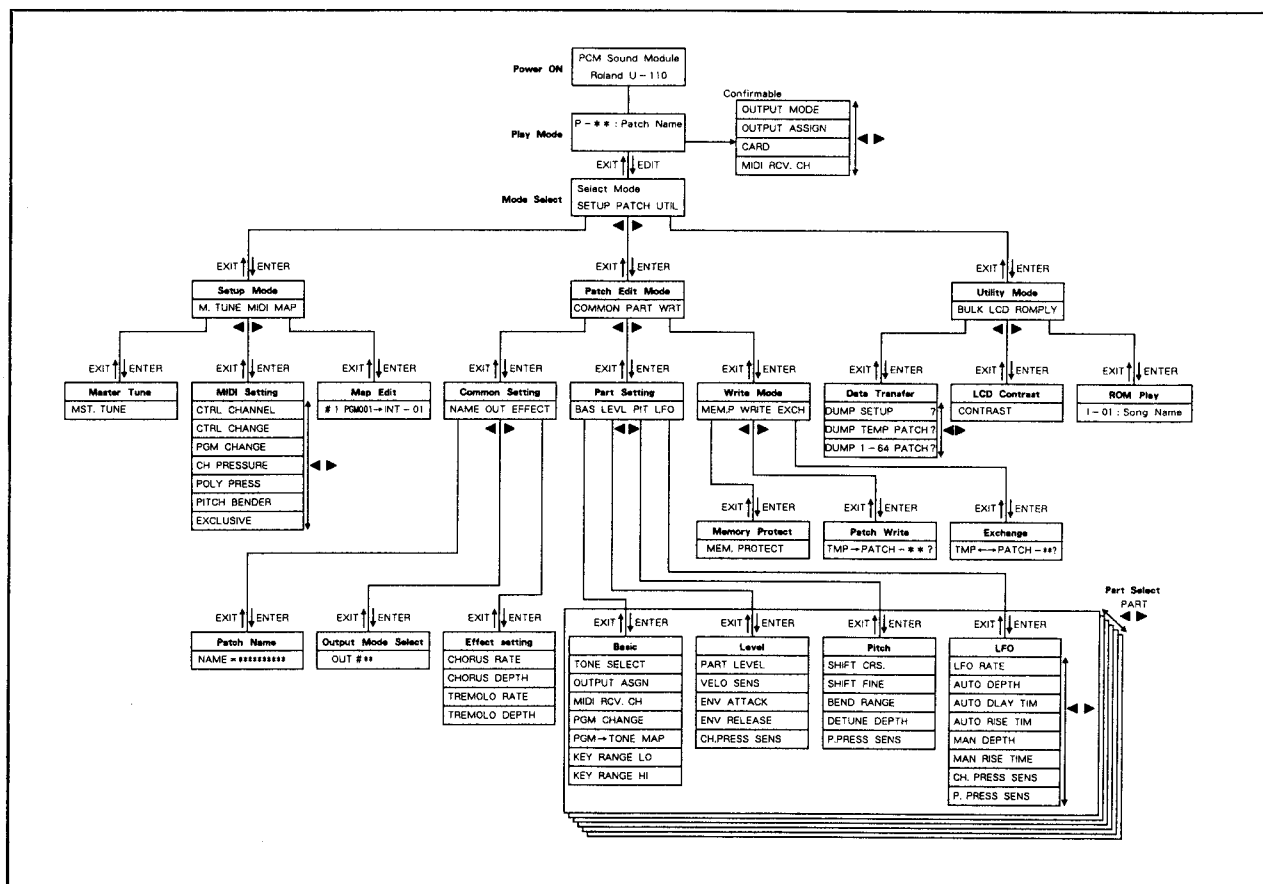 Power ON
PCM Sound Module
Roland U-110
Play Mode
P-**: Patch Name
Confirmable
OUTPUT MODE
OUTPUT ASSIGN
CARD
MIDI RCV. CH
EXIT EDIT
Mode Select
Select Mode
SETUP PATCH UTIL
EXIT ENTER
Setup Mode
M. TUNE MIDI MAP
EXIT ENTER
Patch Edit Mode
COMMON PART WRT
EXIT ENTER
Utility Mode
BULK LCD ROMPLY
EXIT ENTER
Master Tune
MST. TUNE
EXIT ENTER
MIDI Setting
CTRL CHANNEL
CTRL CHANGE
PGM CHANGE
CH PRESSURE
POLY PRESS
PITCH BENDER
EXCLUSIVE
EXIT ENTER
Map Edit
# 1 PGM001→INT-01
EXIT ENTER
Common Setting
NAME OUT EFFECT
EXIT ENTER
Part Setting
BAS LEVL PIT LFO
EXIT ENTER
Write Mode
MEM.P WRITE EXCH
EXIT ENTER
Data Transfer
DUMP SETUP ?
DUMP TEMP PATCH?
DUMP 1-64 PATCH?
EXIT ENTER
LCD Contrast
CONTRAST
EXIT ENTER
ROM Play
I-01: Song Name
EXIT ENTER
Memory Protect
MEM. PROTECT
EXIT ENTER
Patch Write
TMP→PATCH-**?
EXIT ENTER
Exchange
TMP←→PATCH-**?
EXIT ENTER
Patch Name
NAME=**********
EXIT ENTER
Output Mode Select
OUT #**
EXIT ENTER
Effect setting
CHORUS RATE
CHORUS DEPTH
TREMOLO RATE
TREMOLO DEPTH
Part Select
PART
EXIT ENTER
Basic
TONE SELECT
OUTPUT ASGN
MIDI RCV. CH
PGM CHANGE
PGM→TONE MAP
KEY RANGE LO
KEY RANGE HI
EXIT ENTER
Level
PART LEVEL
VELO SENS
ENV ATTACK
ENV RELEASE
CH.PRESS SENS
EXIT ENTER
Pitch
SHIFT CRS.
SHIFT FINE
BEND RANGE
DETUNE DEPTH
P.PRESS SENS
EXIT ENTER
LFO
LFO RATE
AUTO DEPTH
AUTO DLAY TIM
AUTO RISE TIM
MAN DEPTH
MAN RISE TIME
CH. PRESS SENS
P. PRESS SENS